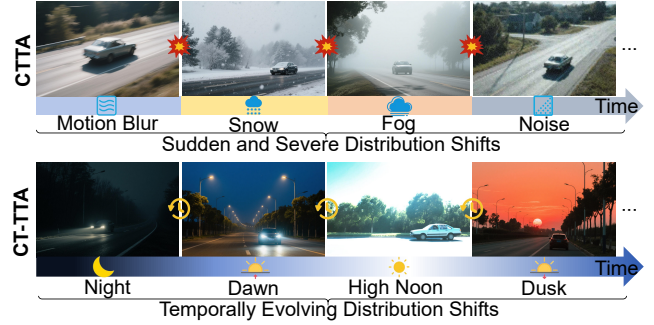 CTTA
...
Motion Blur Snow Fog Noise Time
Sudden and Severe Distribution Shifts
CT-TTA
...
Night Dawn High Noon Dusk Time
Temporally Evolving Distribution Shifts